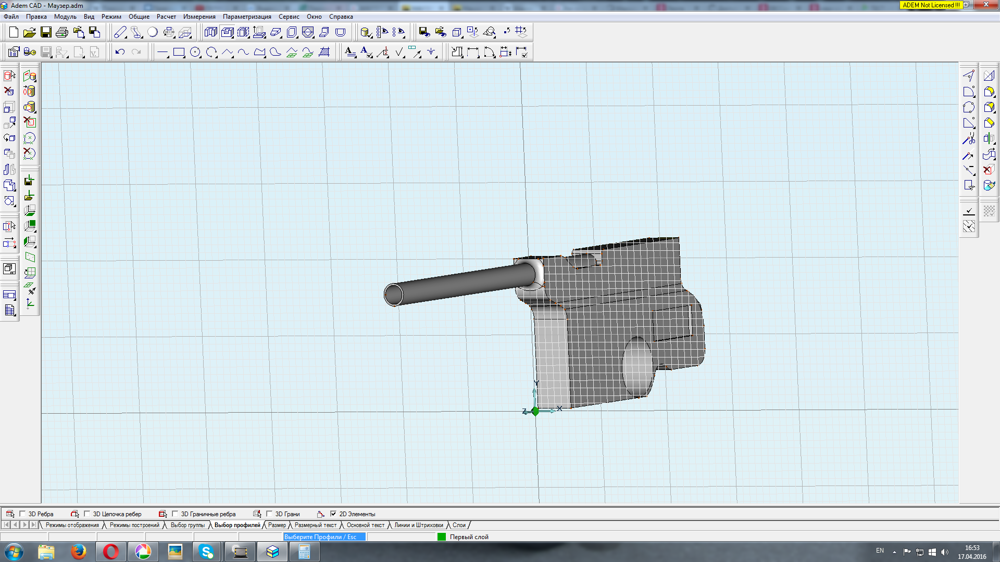 Adem CAD - Маузер.adm
ADEM Not Licensed !!!
Файл Правка Модуль Вид Режим Общие Расчет Измерения Параметризация Сервис Окно Справка
Y
Z X
3D Ребра 3D Цепочка ребер 3D Граничные ребра 3D Грани 2D Элементы
Режимы отображения Режимы построений Выбор группы Выбор профилей Размер Размерный текст Основной текст Линии и Штриховки Слои
Выберите Профили / Esc Первый слой
EN 16:53
17.04.2016